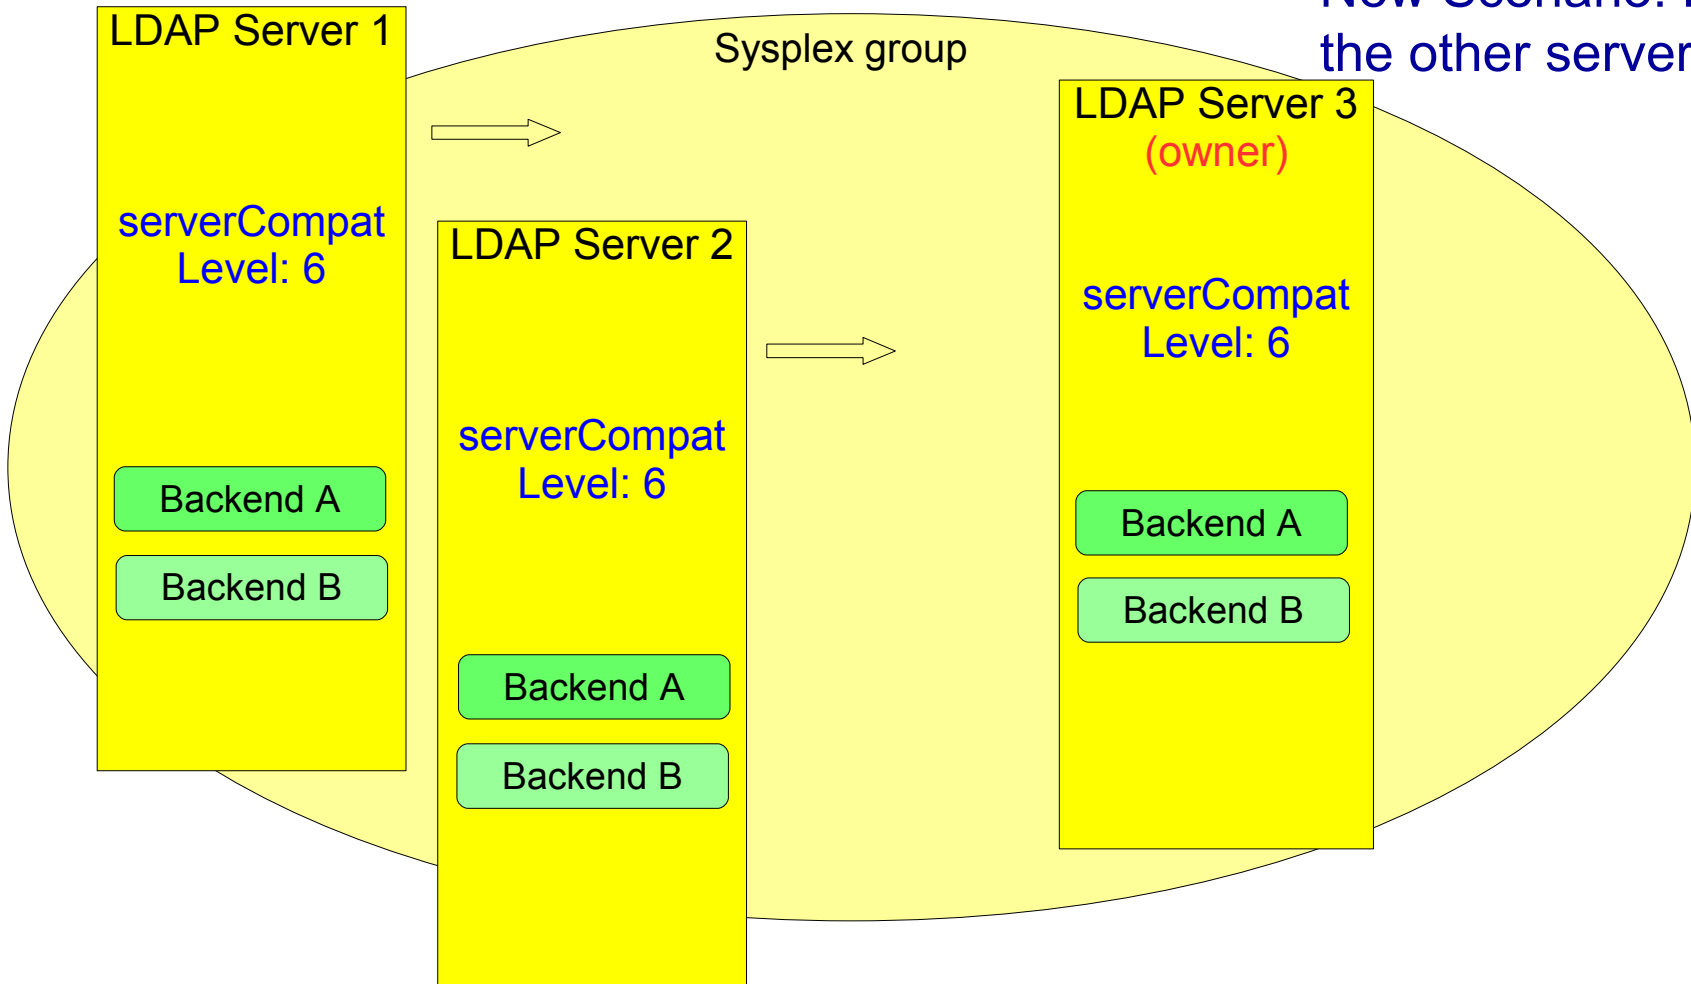 LDAP Server 1
serverCompat
Level: 6
Backend A
Backend B
LDAP Server 2
serverCompat
Level: 6
Backend A
Backend B
Sysplex group
the other server
LDAP Server 3
(owner)
serverCompat
Level: 6
Backend A
Backend B